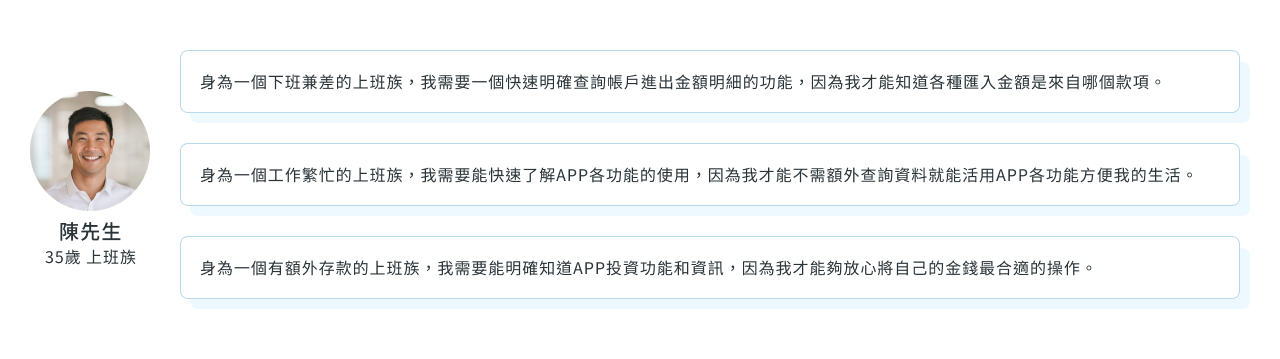 身為一個下班兼差的上班族，我需要一個快速明確查詢帳戶進出金額明細的功能，因為我才能知道各種匯入金額是來自哪個款項。
身為一個工作繁忙的上班族，我需要能快速了解APP各功能的使用，因為我才能不需額外查詢資料就能活用APP各功能方便我的生活。
身為一個有額外存款的上班族，我需要能明確知道APP投資功能和資訊，因為我才能夠放心將自己的金錢最合適的操作。
陳先生
35歲 上班族